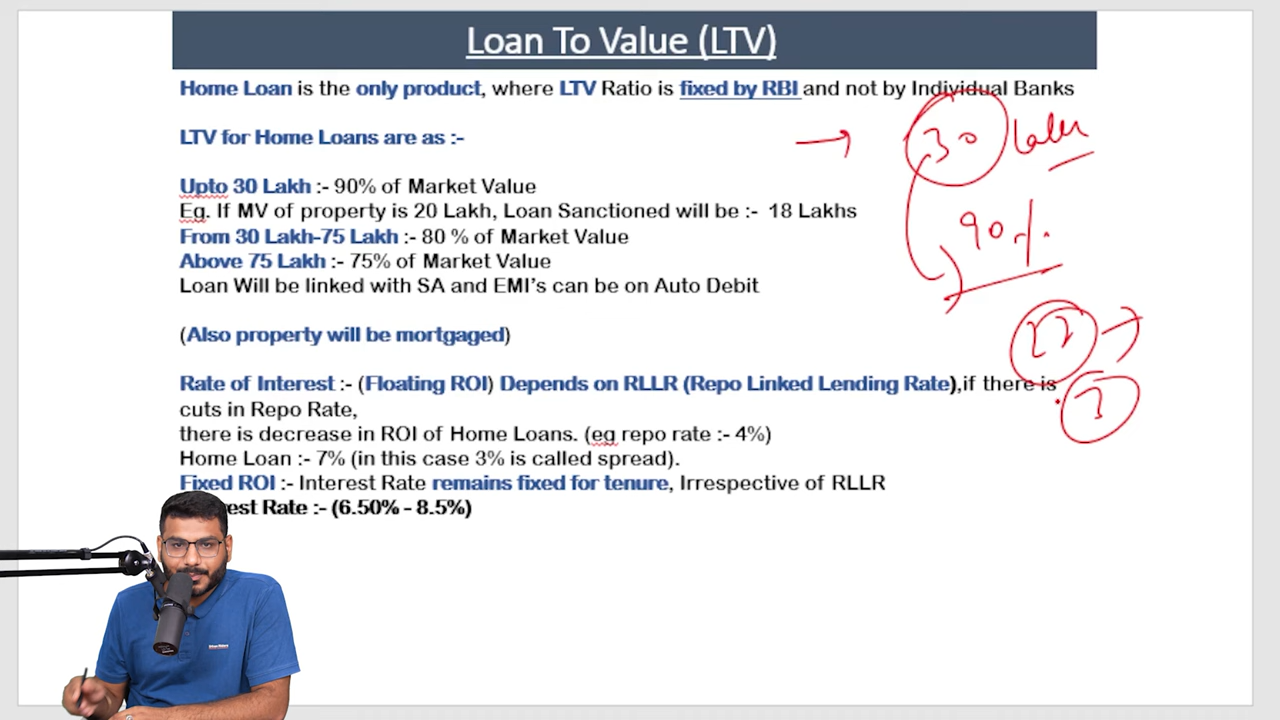 Loan To Value (LTV)
Home Loan is the only product, where LTV Ratio is fixed by RBI and not by Individual Banks
LTV for Home Loans are as :-
30 lakh
Upto 30 Lakh :- 90% of Market Value
Eg. If MV of property is 20 Lakh, Loan Sanctioned will be :- 18 Lakhs
90%.
From 30 Lakh-75 Lakh :- 80 % of Market Value
Above 75 Lakh :- 75% of Market Value
Loan Will be linked with SA and EMI's can be on Auto Debit
(Also property will be mortgaged)
27
Rate of Interest :- (Floating ROI) Depends on RLLR (Repo Linked Lending Rate),if there is
3
cuts in Repo Rate,
there is decrease in ROI of Home Loans. (eg repo rate :- 4%)
Home Loan :- 7% (in this case 3% is called spread).
Fixed ROI :- Interest Rate remains fixed for tenure, Irrespective of RLLR
Rate :- (6.50% - 8.5%)